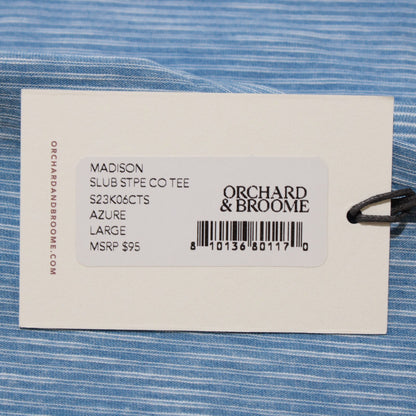 ORCHARDANDBROOME.COM
MADISON
SLUB STPE CO TEE
S23K06CTS
AZURE
LARGE
MSRP $95
ORCHARD
& BROOME
8 10136 80117 0